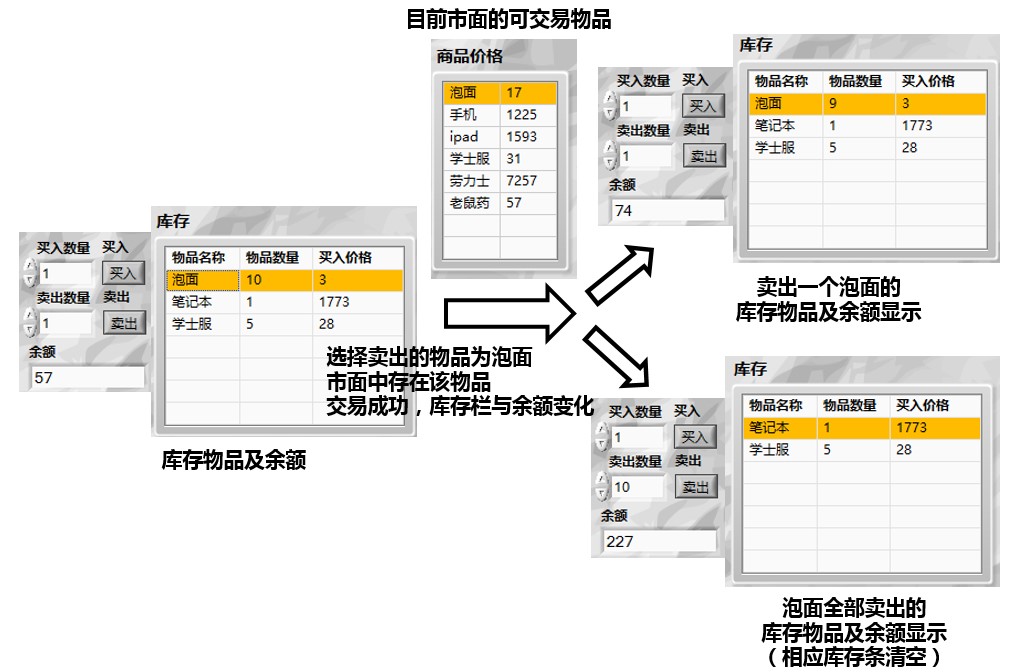 目前市面的可交易物品
商品价格
泡面 17
手机 1225
ipad 1593
学士服 31
劳力士 7257
老鼠药 57
买入数量 买入
1 买入
卖出数量 卖出
1 卖出
余额
74
库存
物品名称 物品数量 买入价格
泡面 9 3
笔记本 1 1773
学士服 5 28
卖出一个泡面的
库存物品及余额显示
买入数量 买入
1 买入
卖出数量 卖出
1 卖出
余额
57
库存
物品名称 物品数量 买入价格
泡面 10 3
笔记本 1 1773
学士服 5 28
库存物品及余额
选择卖出的物品为泡面
市面中存在该物品
交易成功，库存栏与余额变化
买入数量 买入
1 买入
卖出数量 卖出
10 卖出
余额
227
库存
物品名称 物品数量 买入价格
笔记本 1 1773
学士服 5 28
泡面全部卖出的
库存物品及余额显示
（相应库存条清空）